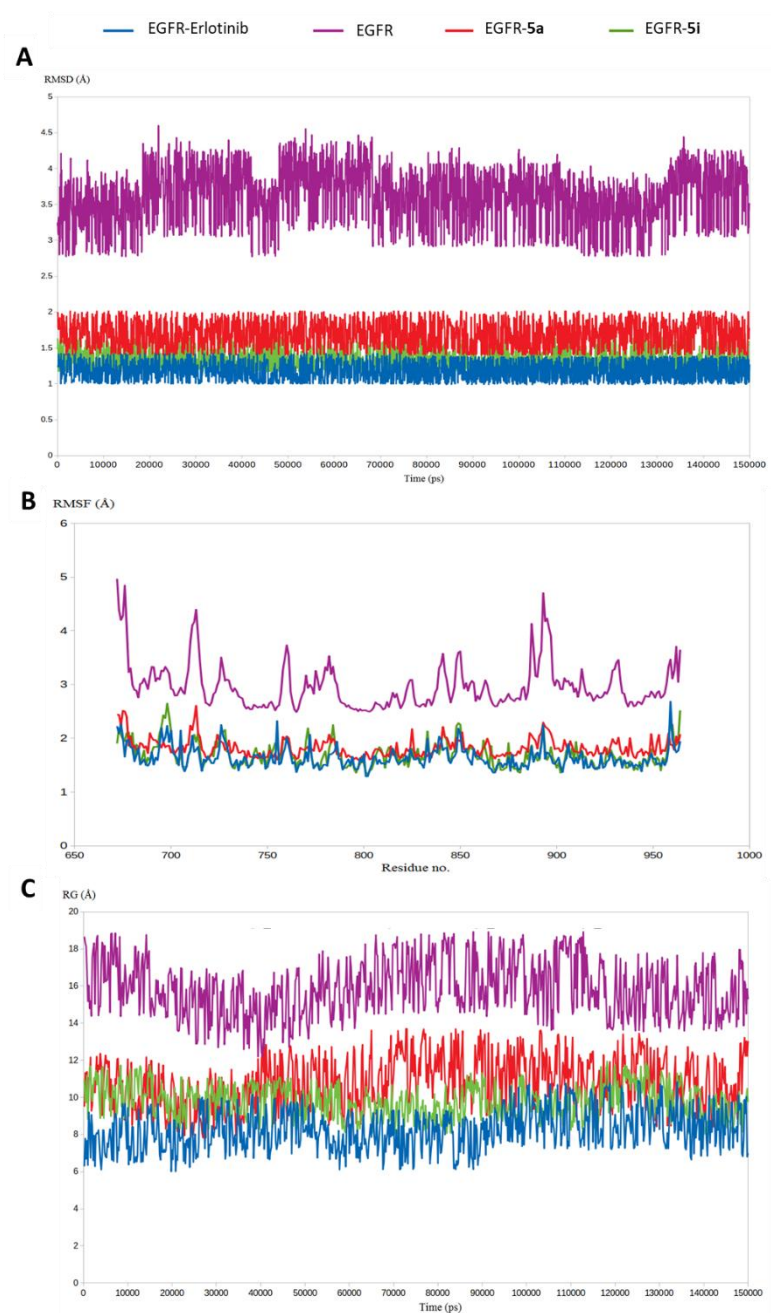 EGFR-Erlotinib EGFR EGFR-5a EGFR-5i
A
RMSD (Å)
5
4.5
4
3.5
3
2.5
2
1.5
1
0.5
0
0 10000 20000 30000 40000 50000 60000 70000 80000 90000 100000 110000 120000 130000 140000 150000
Time (ps)
B
RMSF (Å)
6
5
4
3
2
1
0
650 700 750 800 850 900 950 1000
Residue no.
C
RG (Å)
20
18
16
14
12
10
8
6
4
2
0
0 10000 20000 30000 40000 50000 60000 70000 80000 90000 100000 110000 120000 130000 140000 150000
Time (ps)